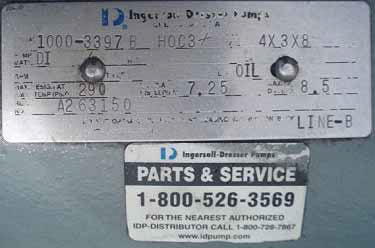 ID Ingersoll-Dresser Pumps
1000-3397 B HOC3 4X3X8
DI OIL
290 7.25 8.5
A263150
LINE-B
ID Ingersoll-Dresser Pumps
PARTS & SERVICE
1-800-526-3569
FOR THE NEAREST AUTHORIZED
IDP-DISTRIBUTOR CALL 1-800-728-7867
www.idpump.com